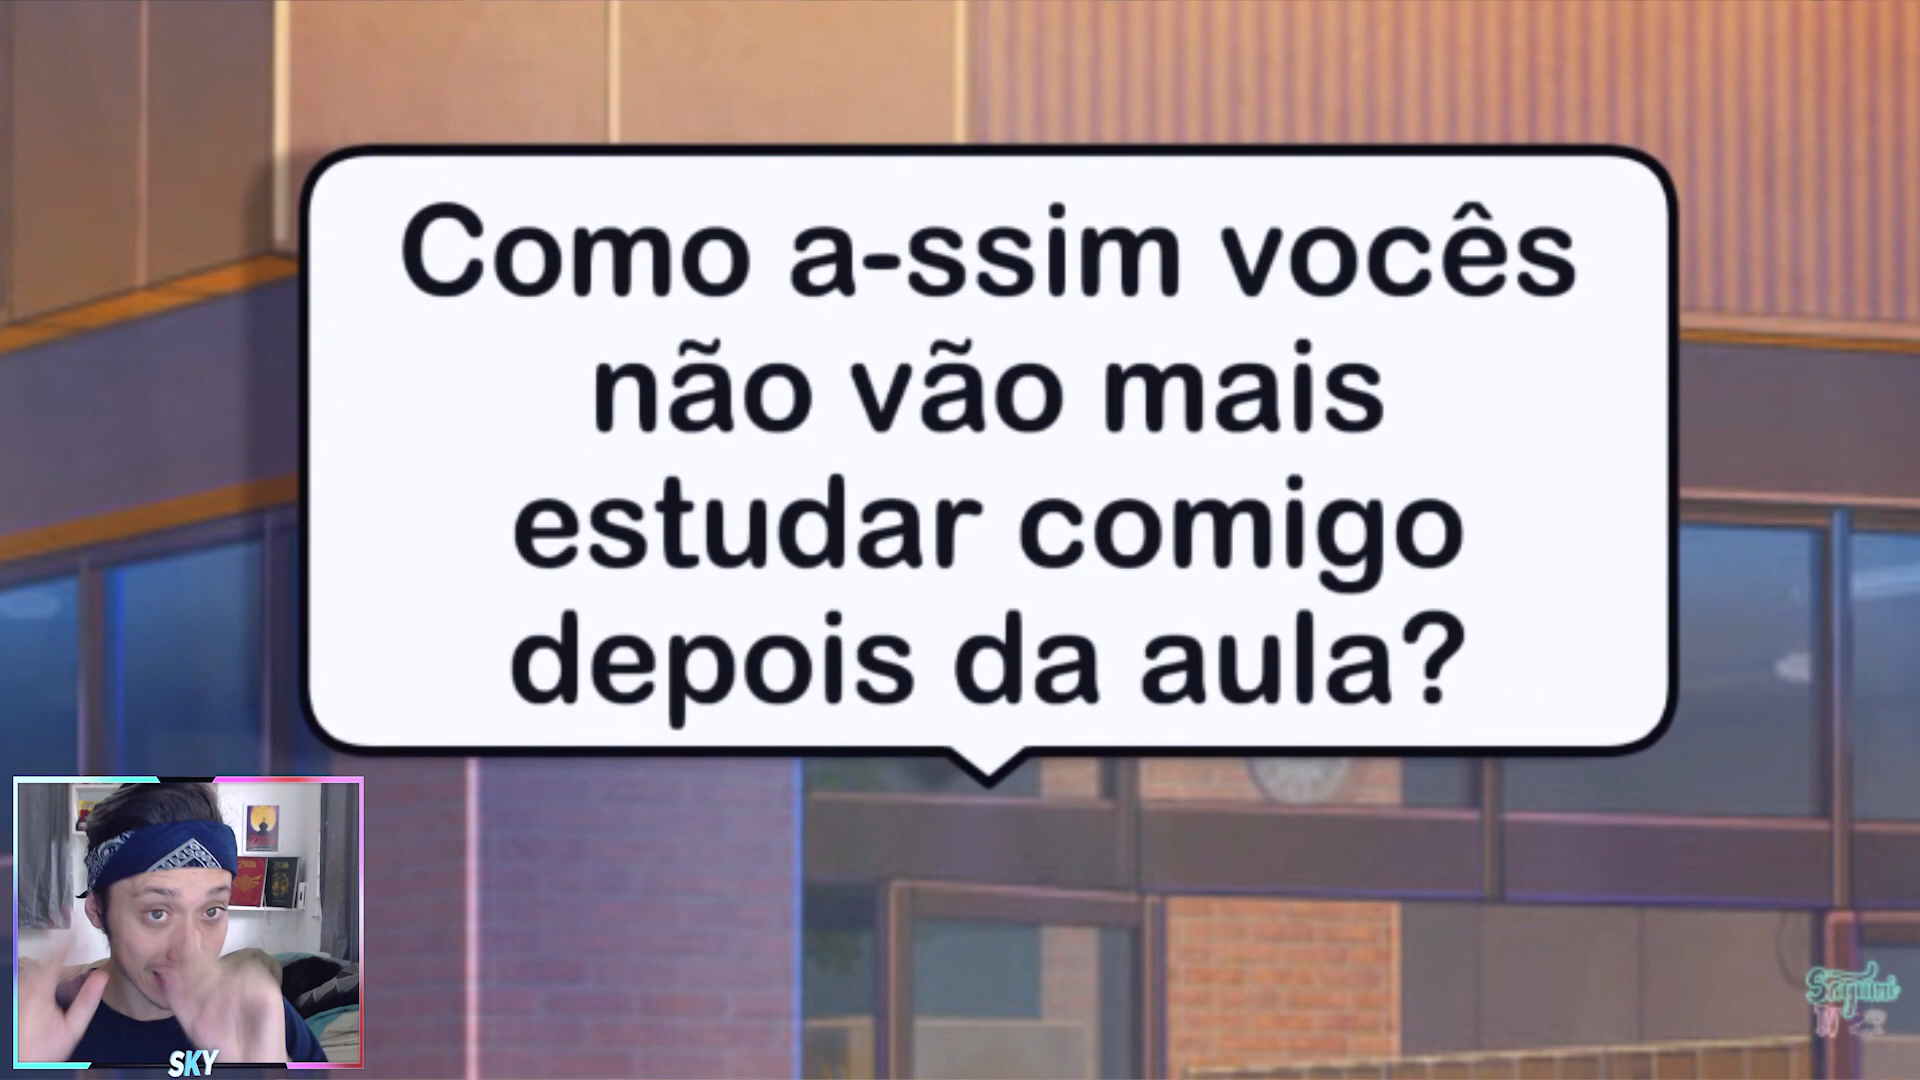 Como a-ssim vocês
não vão mais
estudar comigo
depois da aula?
SKY